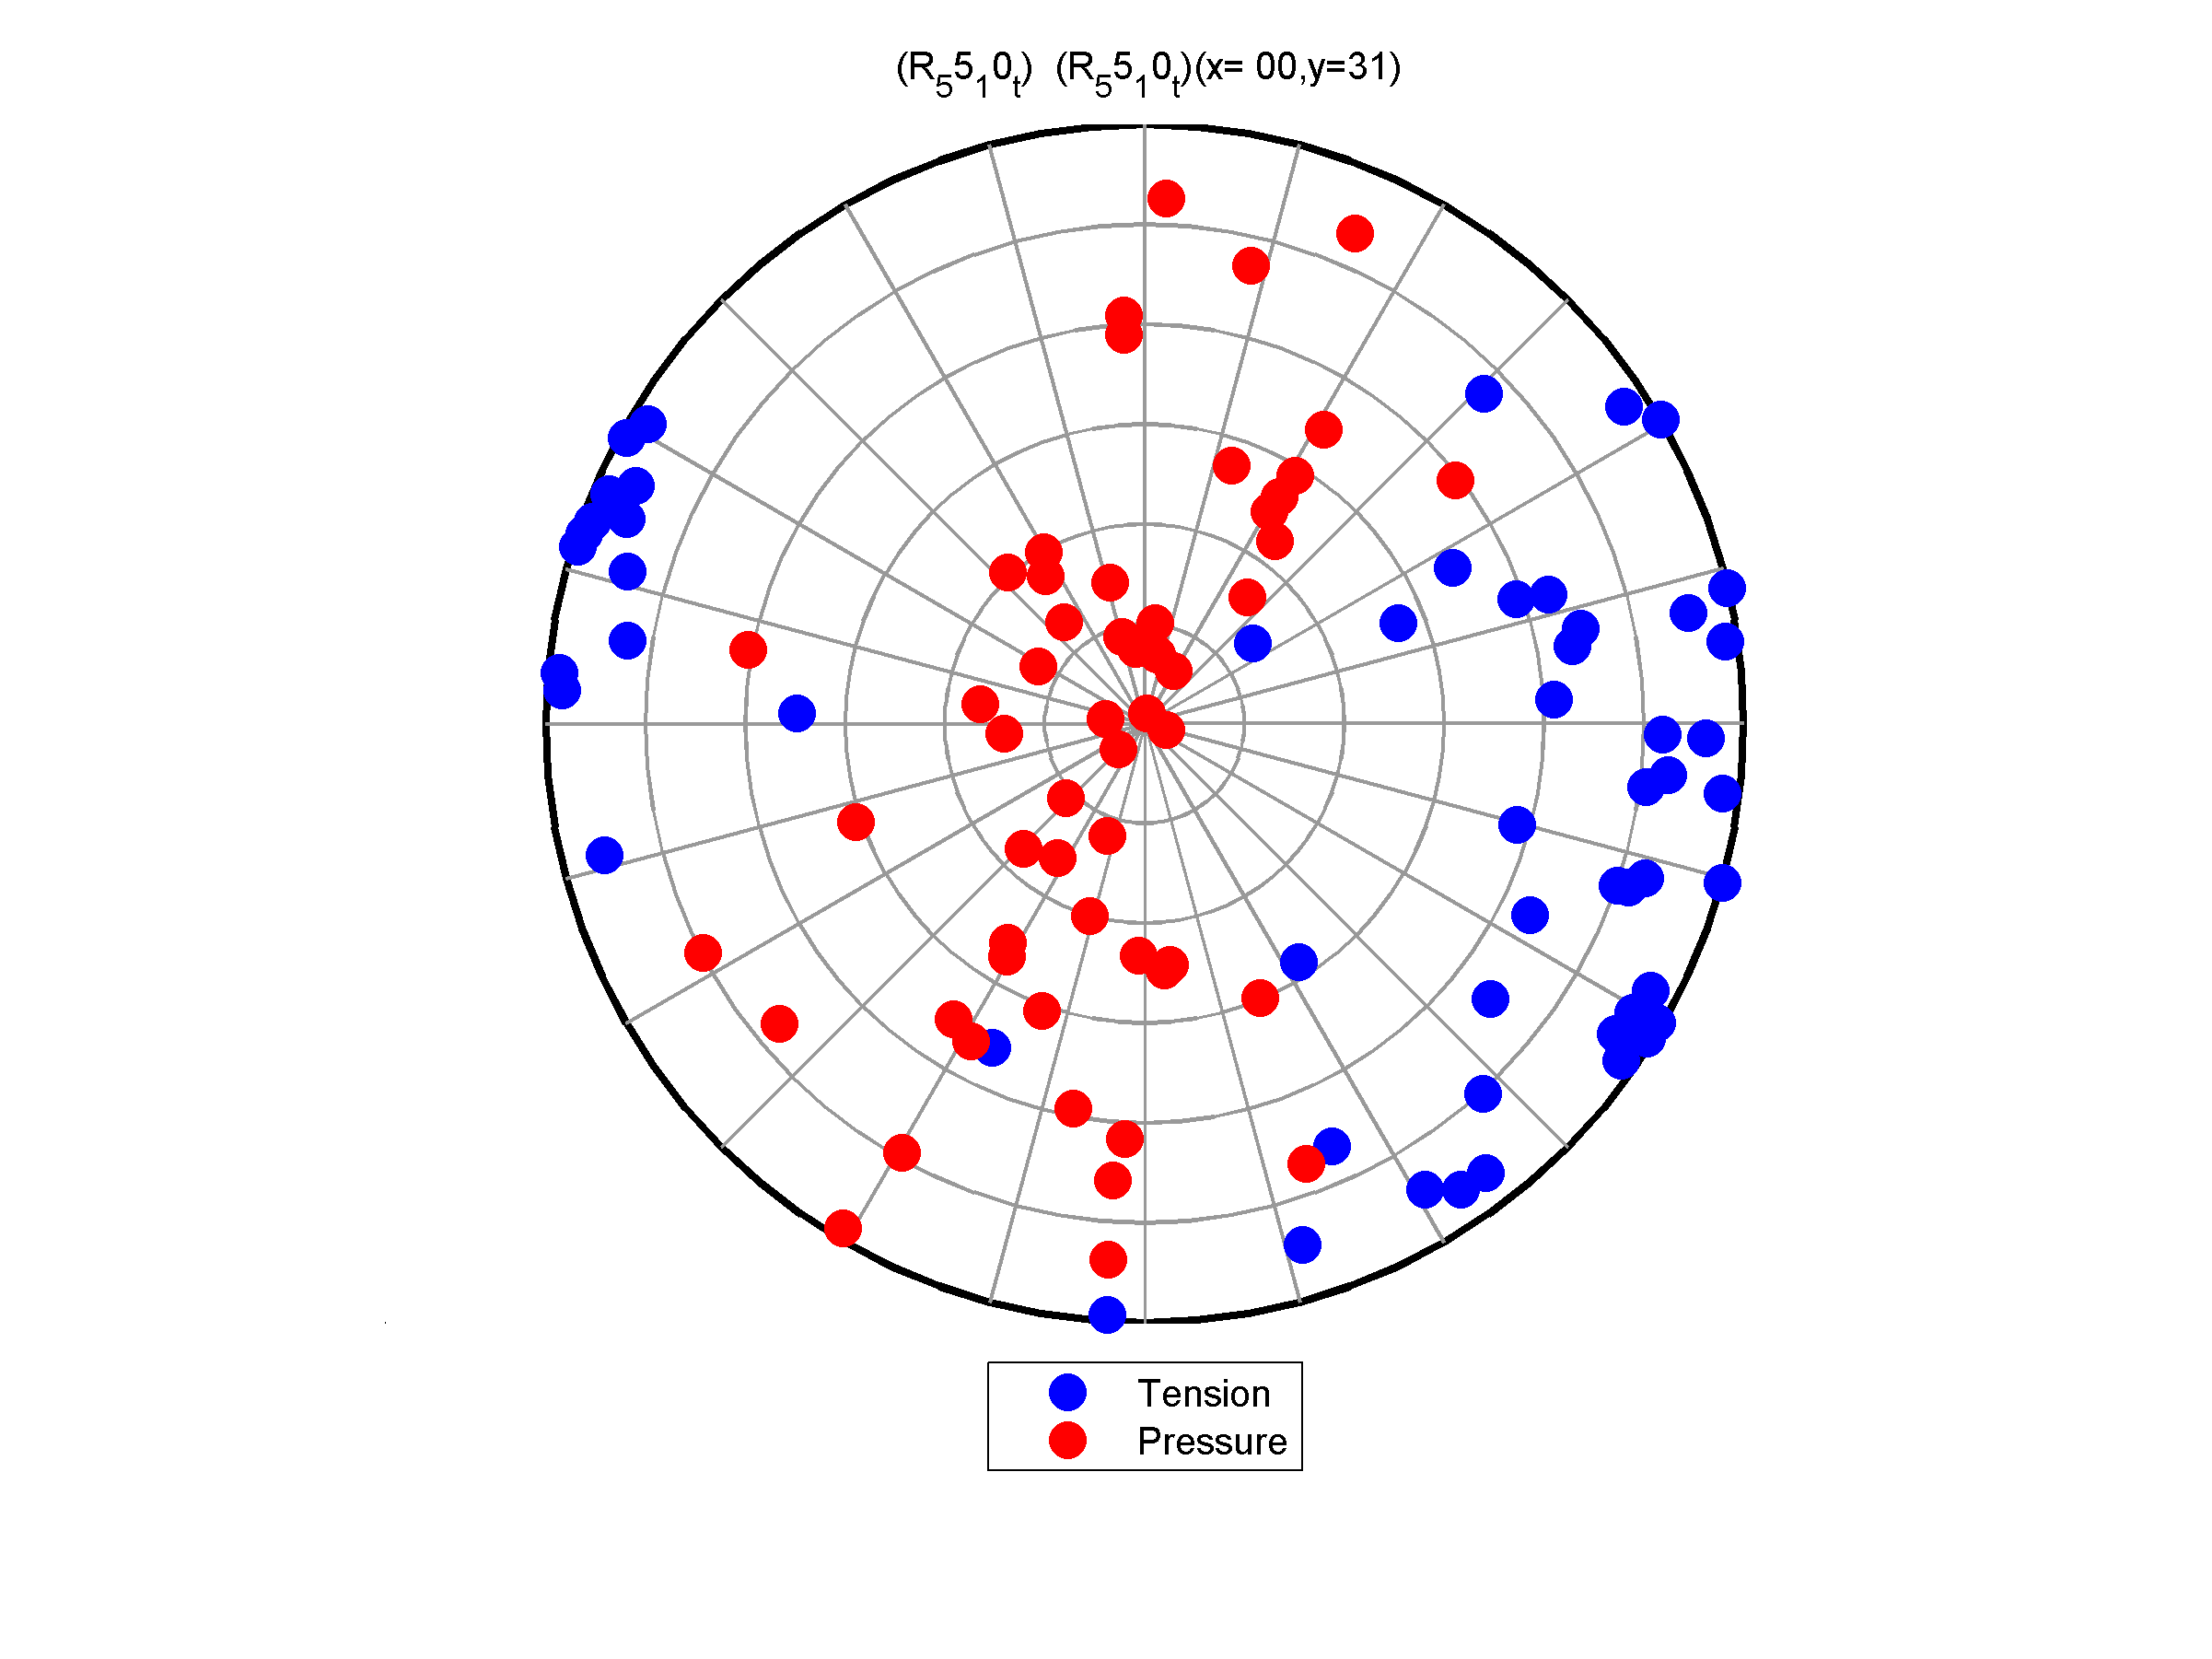 (R₅5₁0ₜ) (R₅5₁0ₜ)(x= 00,y=31)
Tension
Pressure